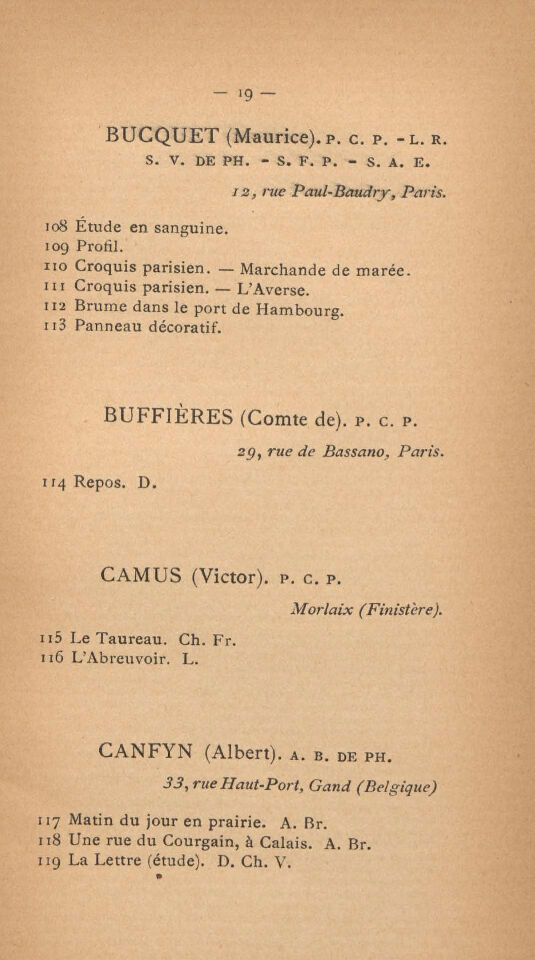 — 19 —
BUCQUET (Maurice). P. C. P. - L. R.
S. V. DE PH. - S. F. P. - S. A. E.
12, rue Paul-Baudry, Paris.
108 Étude en sanguine.
109 Profil.
110 Croquis parisien. — Marchande de marée.
111 Croquis parisien. — L'Averse.
112 Brume dans le port de Hambourg.
113 Panneau décoratif.
BUFFIÈRES (Comte de). P. C. P.
29, rue de Bassano, Paris.
114 Repos. D.
CAMUS (Victor). P. C. P.
Morlaix (Finistère).
115 Le Taureau. Ch. Fr.
116 L'Abreuvoir. L.
CANFYN (Albert). A. B. DE PH.
33, rue Haut-Port, Gand (Belgique)
117 Matin du jour en prairie. A. Br.
118 Une rue du Courgain, à Calais. A. Br.
119 La Lettre (étude). D. Ch. V.